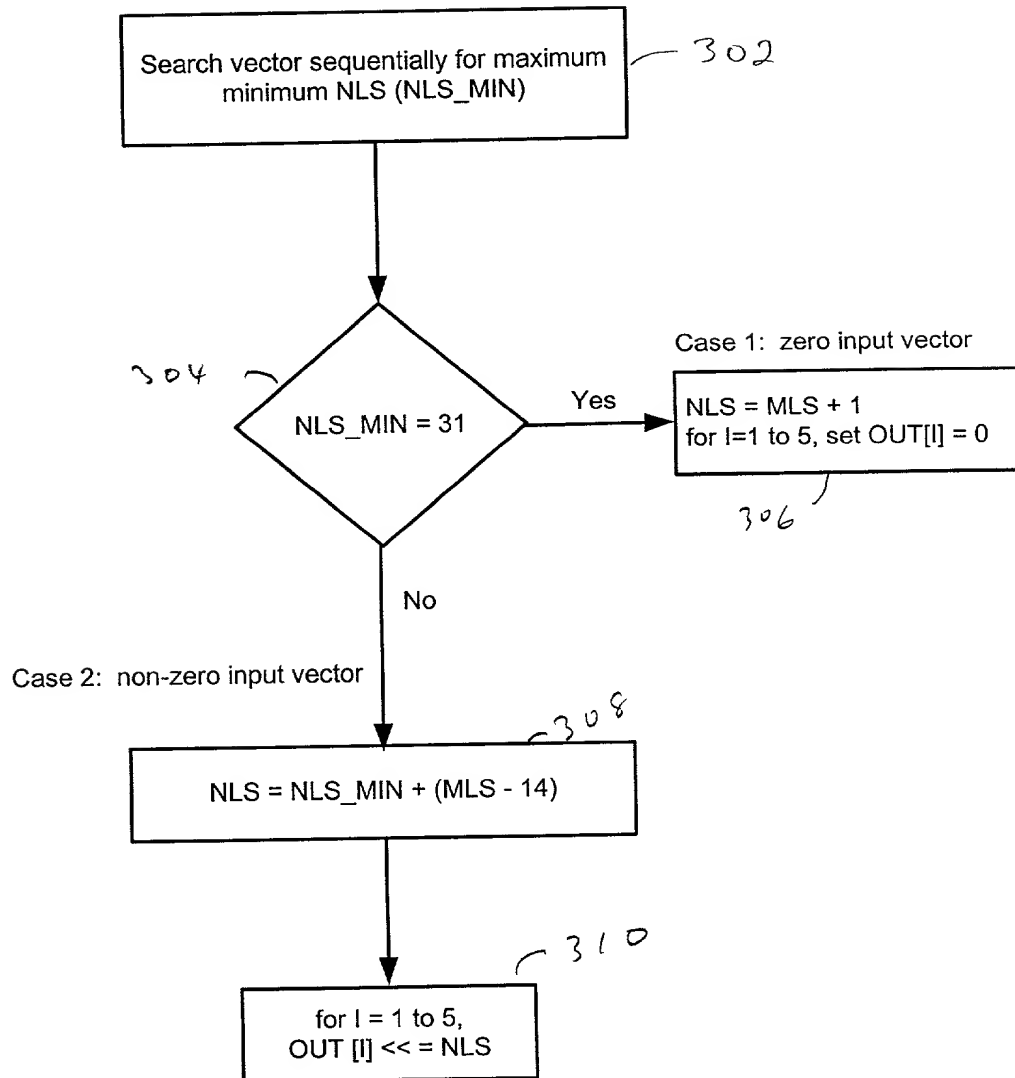 Search vector sequentially for maximum
minimum NLS (NLS_MIN)
302
304
NLS_MIN = 31
Yes
Case 1: zero input vector
NLS = MLS + 1
for I=1 to 5, set OUT[I] = 0
306
No
Case 2: non-zero input vector
308
NLS = NLS_MIN + (MLS - 14)
310
for I = 1 to 5,
OUT [I] << = NLS